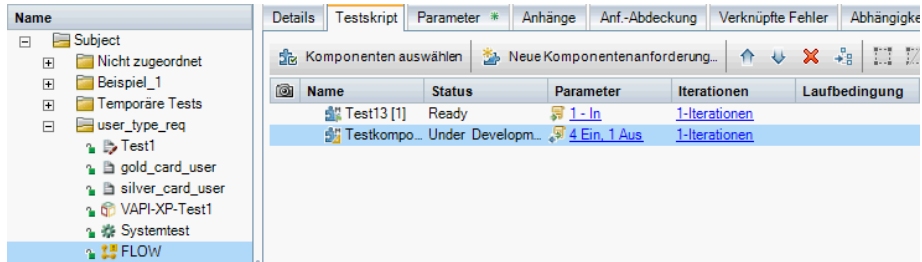 Name
Subject
Nicht zugeordnet
Beispiel_1
Temporäre Tests
user_type_req
Test1
gold_card_user
silver_card_user
VAPI-XP-Test1
Systemtest
FLOW
Details Testskript Parameter * Anhänge Anf.-Abdeckung Verknüpfte Fehler Abhängigke
Komponenten auswählen Neue Komponentenanforderung...
Name Status Parameter Iterationen Laufbedingung
Test13 [1] Ready 1 - In 1-Iterationen
Testkompo... Under Developm... 4 Ein, 1 Aus 1-Iterationen